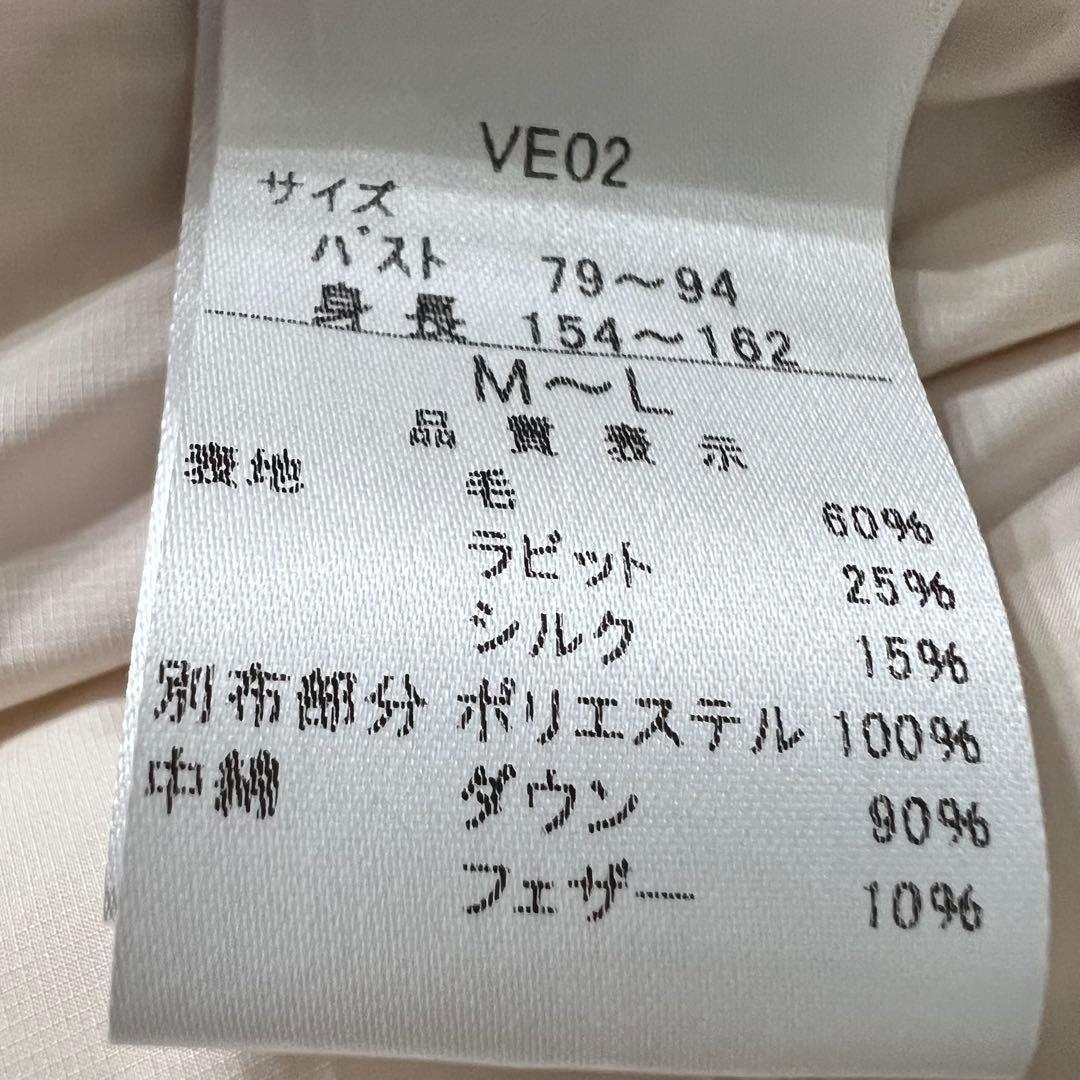 VE02
サイズ
バスト 79～94
身長 154～162
M～L
品質表示
表地 毛 60%
ラビット 25%
シルク 15%
別布部分 ポリエステル 100%
中綿 ダウン 90%
フェザー 10%